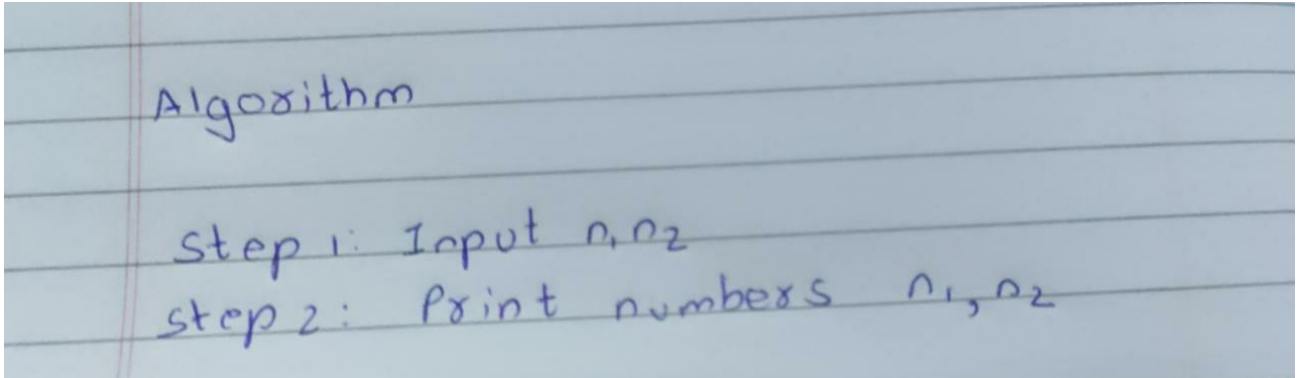 Algorithm
Step 1: Input n₁ n₂
Step 2: Print numbers n₁, n₂